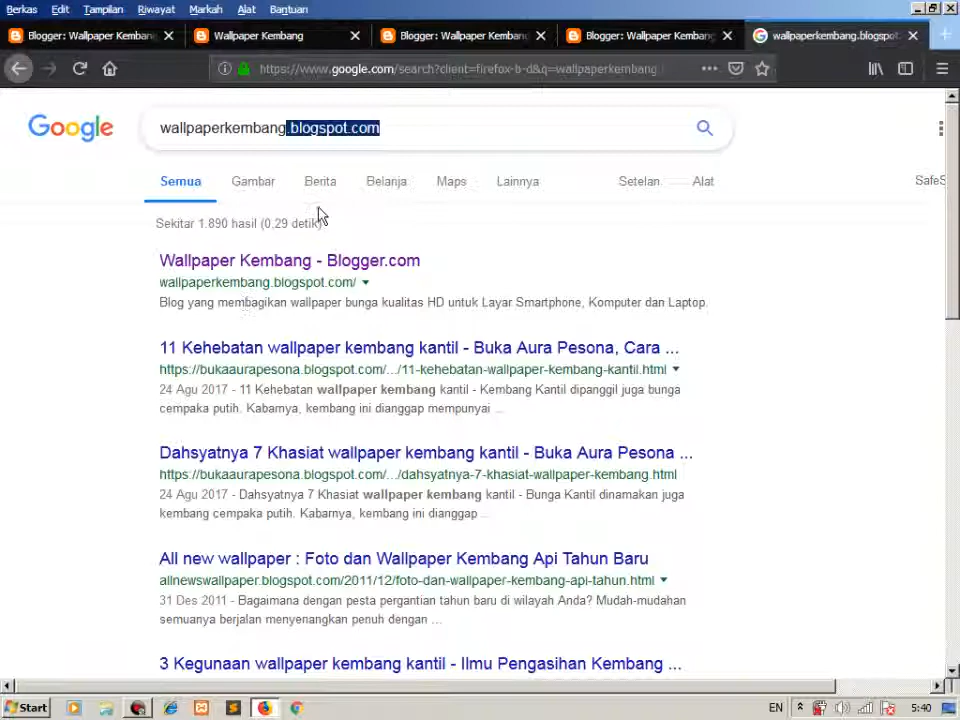 Berkas Edit Tampilan Riwayat Markah Alat Bantuan
Blogger: Wallpaper Kemban Wallpaper Kembang Blogger: Wallpaper Kemban Blogger: Wallpaper Kemban wallpaperkembang.blogspot.
https://www.google.com/search?client=firefox-b-d&q=wallpaperkembang
Google wallpaperkembang.blogspot.com
Semua Gambar Berita Belanja Maps Lainnya Setelan Alat SafeS
Sekitar 1.890 hasil (0,29 detik)
Wallpaper Kembang - Blogger.com
wallpaperkembang.blogspot.com/
Blog yang membagikan wallpaper bunga kualitas HD untuk Layar Smartphone, Komputer dan Laptop.
11 Kehebatan wallpaper kembang kantil - Buka Aura Pesona, Cara ...
https://bukaaurapesona.blogspot.com/.../11-kehebatan-wallpaper-kembang-kantil.html
24 Agu 2017 - 11 Kehebatan wallpaper kembang kantil - Kembang Kantil dipanggil juga bunga
cempaka putih. Kabarnya, kembang ini dianggap mempunyai ...
Dahsyatnya 7 Khasiat wallpaper kembang kantil - Buka Aura Pesona ...
https://bukaaurapesona.blogspot.com/.../dahsyatnya-7-khasiat-wallpaper-kembang.html
24 Agu 2017 - Dahsyatnya 7 Khasiat wallpaper kembang kantil - Bunga Kantil dinamakan juga
kembang cempaka putih. Kabarnya, kembang ini dianggap ...
All new wallpaper : Foto dan Wallpaper Kembang Api Tahun Baru
allnewswallpaper.blogspot.com/2011/12/foto-dan-wallpaper-kembang-api-tahun.html
31 Des 2011 - Bagaimana dengan pesta pergantian tahun baru di wilayah Anda? Mudah-mudahan
semuanya berjalan menyenangkan penuh dengan ...
3 Kegunaan wallpaper kembang kantil - Ilmu Pengasihan Kembang ...
Start EN 5:40